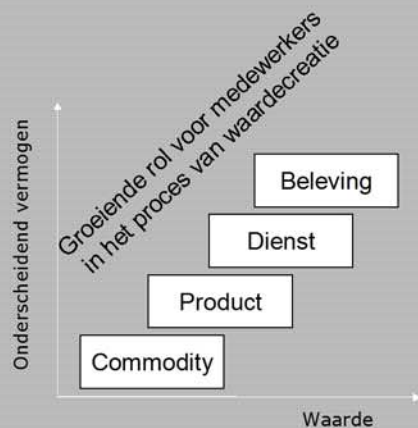 Groeiende rol voor medewerkers
in het proces van waardecreatie
Onderscheidend vermogen
Beleving
Dienst
Product
Commodity
Waarde